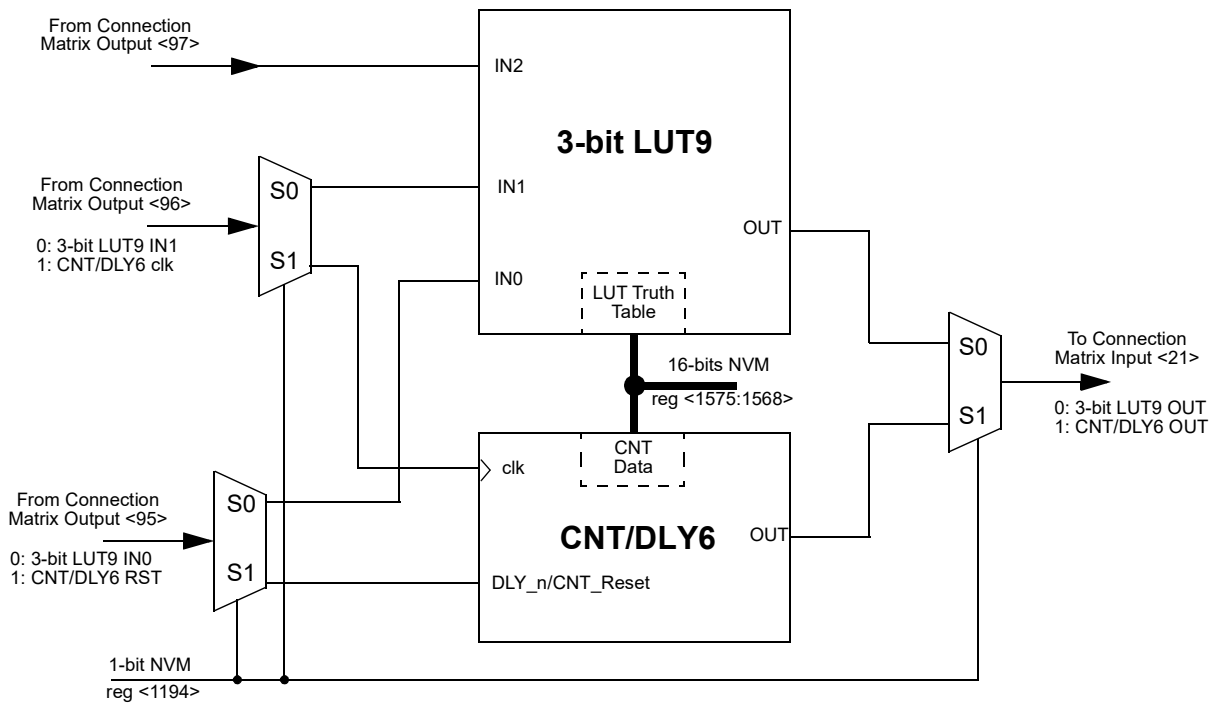 From Connection
Matrix Output <97>
IN2
3-bit LUT9
From Connection
Matrix Output <96>
S0
S1
0: 3-bit LUT9 IN1
1: CNT/DLY6 clk
IN1
OUT
IN0
LUT Truth
Table
16-bits NVM
reg <1575:1568>
S0
S1
To Connection
Matrix Input <21>
0: 3-bit LUT9 OUT
1: CNT/DLY6 OUT
CNT
Data
clk
CNT/DLY6
OUT
DLY_n/CNT_Reset
From Connection
Matrix Output <95>
S0
S1
0: 3-bit LUT9 IN0
1: CNT/DLY6 RST
1-bit NVM
reg <1194>